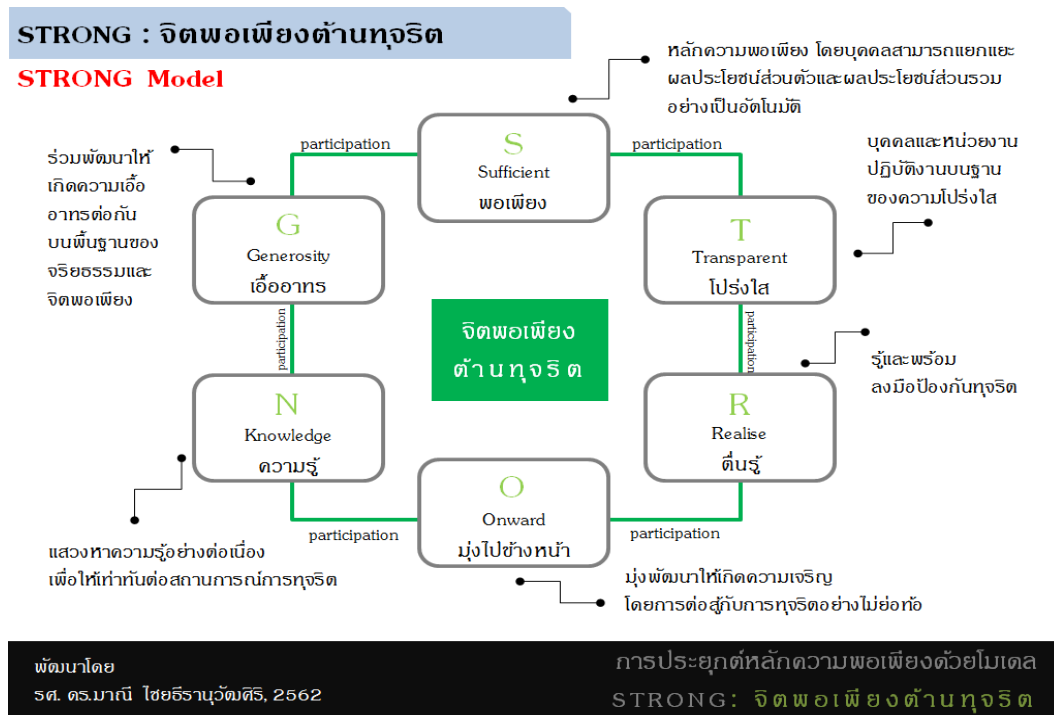 STRONG : จิตพอเพียงต้านทุจริต
STRONG Model
หลักความพอเพียง โดยบุคคลสามารถแยกแยะ
ผลประโยชน์ส่วนตัวและผลประโยชน์ส่วนรวม
อย่างเป็นอัตโนมัติ
participation
S
Sufficient
พอเพียง
participation
บุคคลและหน่วยงาน
ปฏิบัติงานบนฐาน
ของความโปร่งใส
ร่วมพัฒนาให้
เกิดความเอื้อ
อาทรต่อกัน
บนพื้นฐานของ
จริยธรรมและ
จิตพอเพียง
G
Generosity
เอื้ออาทร
T
Transparent
โปร่งใส
participation
จิตพอเพียง
ต้านทุจริต
participation
รู้และพร้อม
ลงมือป้องกันทุจริต
N
Knowledge
ความรู้
R
Realise
ตื่นรู้
O
Onward
มุ่งไปข้างหน้า
participation
participation
แสวงหาความรู้อย่างต่อเนื่อง
เพื่อให้เท่าทันต่อสถานการณ์การทุจริต
มุ่งพัฒนาให้เกิดความเจริญ
โดยการต่อสู้กับการทุจริตอย่างไม่ย่อท้อ
พัฒนาโดย
รศ. ดร.มาณี ไชยธีรานุวัฒศิริ, 2562
การประยุกต์หลักความพอเพียงด้วยโมเดล
STRONG: จิตพอเพียงต้านทุจริต